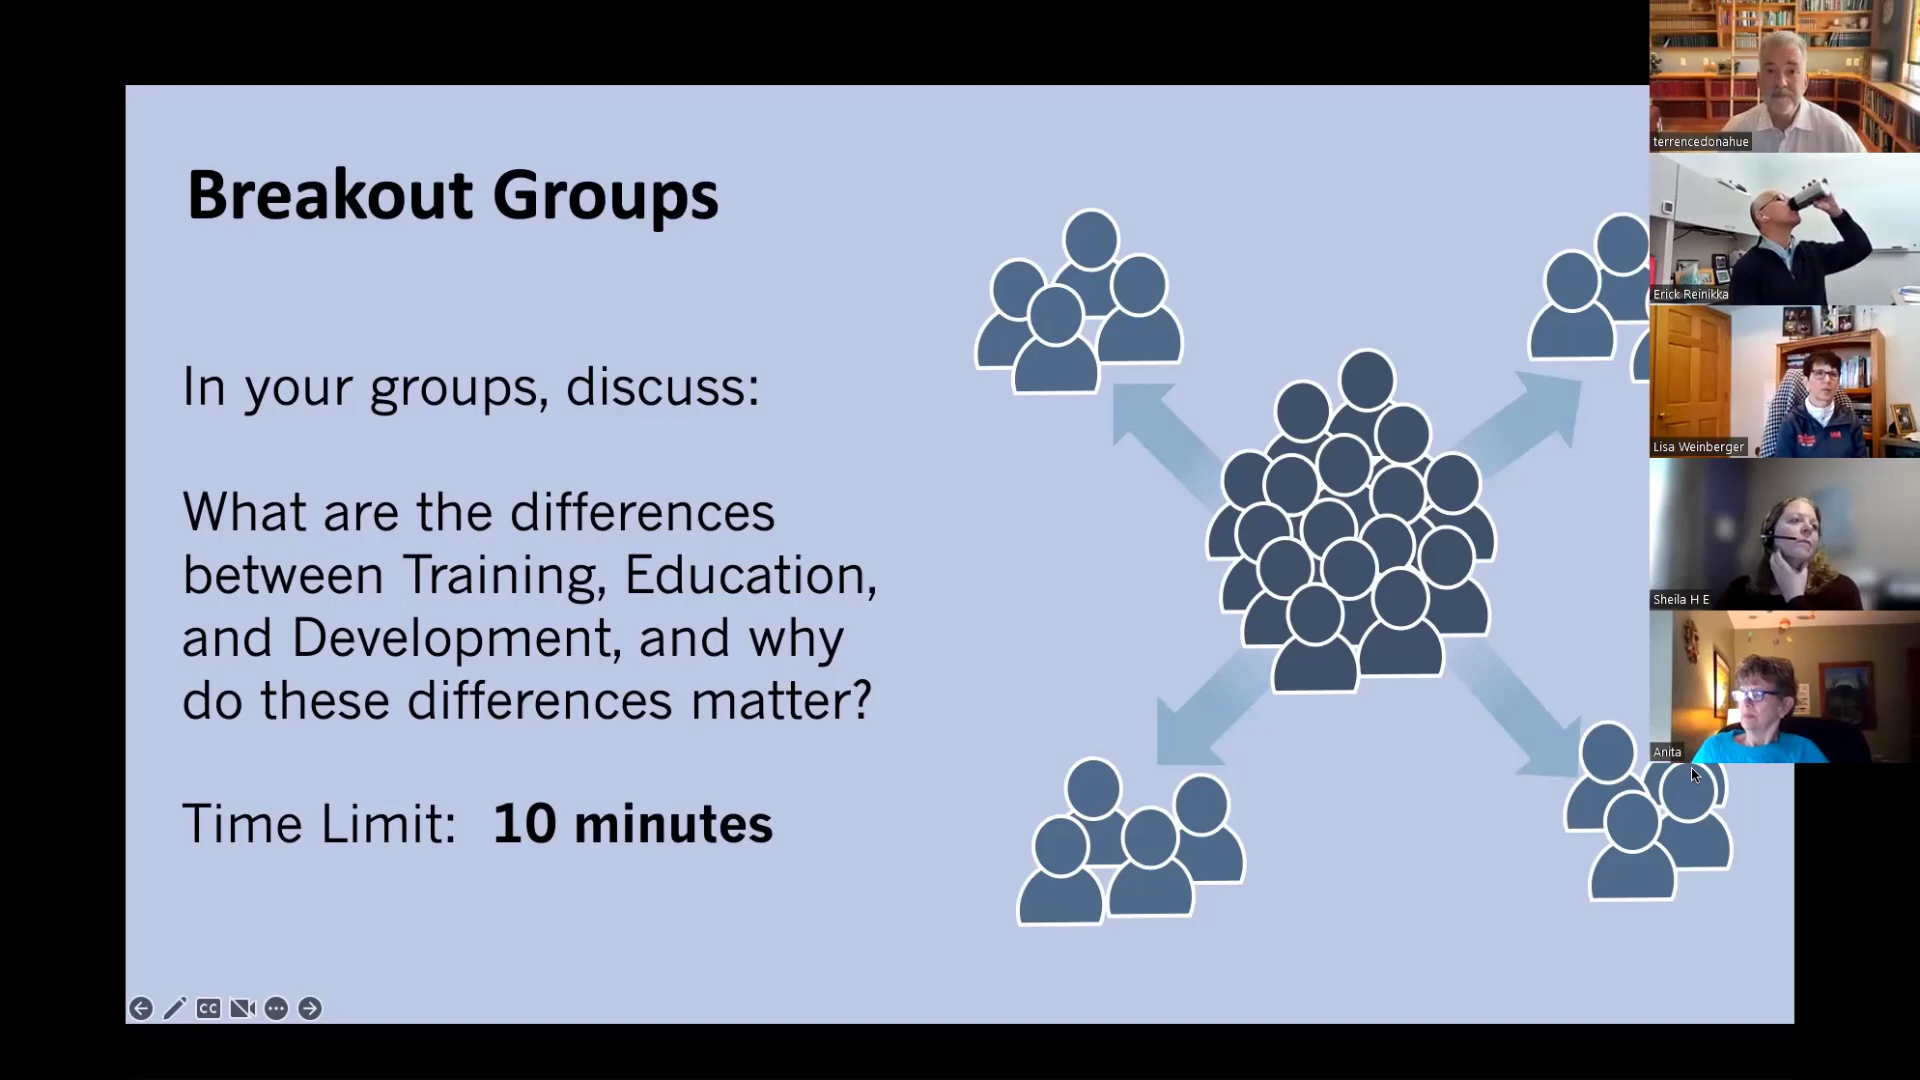 Breakout Groups
In your groups, discuss:
What are the differences
between Training, Education,
and Development, and why
do these differences matter?
Time Limit: 10 minutes
CC
terrencedonahue
Erick Reinikka
Lisa Weinberger
Sheila H E
Anita